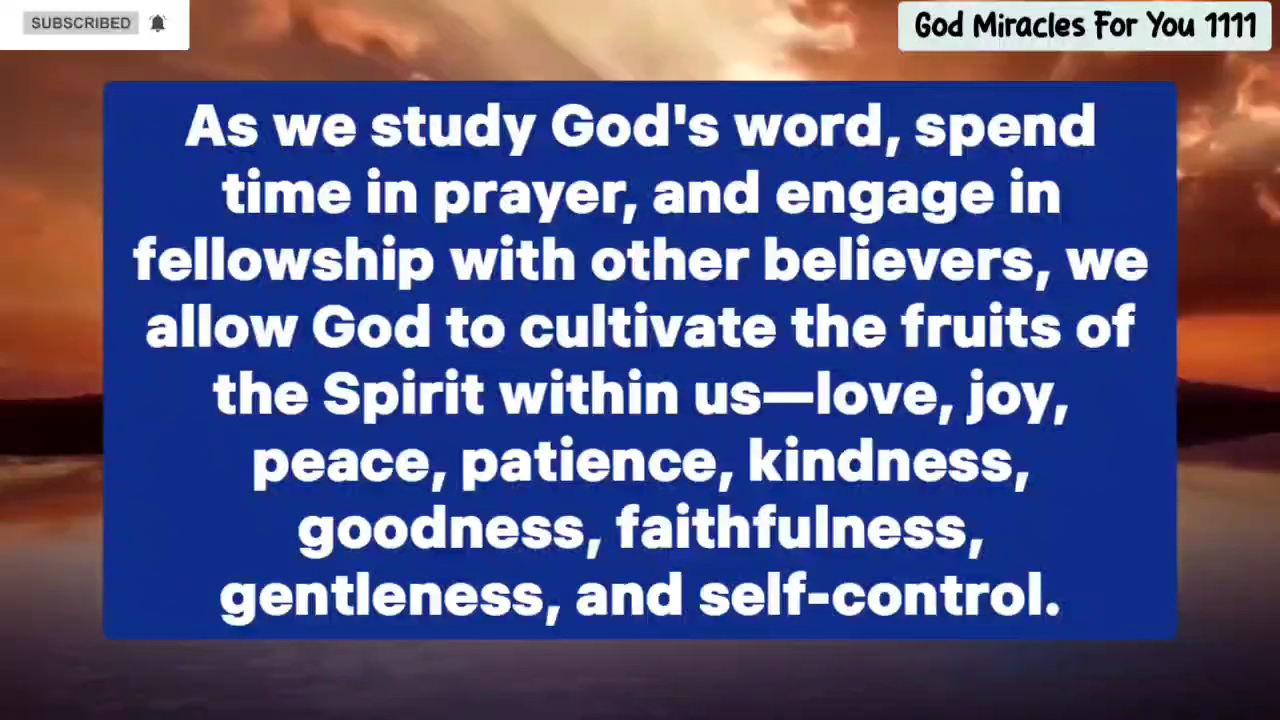 SUBSCRIBED
God Miracles For You 1111
As we study God's word, spend
time in prayer, and engage in
fellowship with other believers, we
allow God to cultivate the fruits of
the Spirit within us—love, joy,
peace, patience, kindness,
goodness, faithfulness,
gentleness, and self-control.